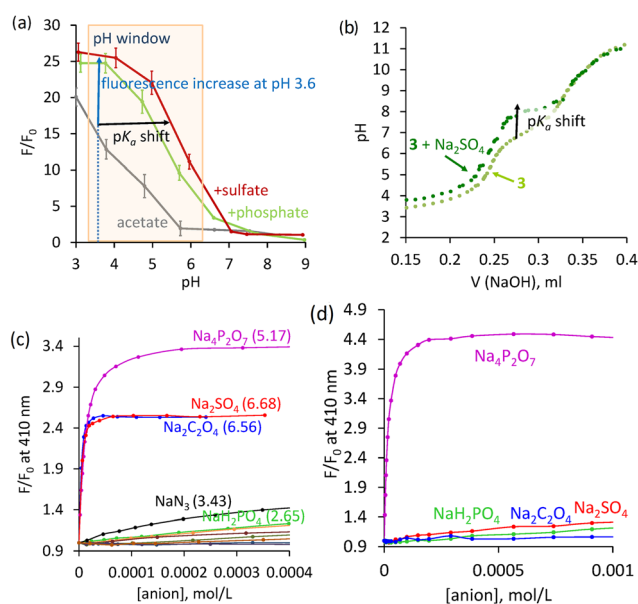 (a)
30
25
20
15
10
5
0
F/F0
pH window
fluorescence increase at pH 3.6
pKa shift
+sulfate
+phosphate
acetate
3 4 5 6 7 8 9
pH
(b)
12
11
10
9
8
7
6
5
4
3
2
pH
pKa shift
3 + Na2SO4
3
0.15 0.2 0.25 0.3 0.35 0.4
V (NaOH), ml
(c)
3.4
2.9
2.4
1.9
1.4
0.9
F/F0 at 410 nm
Na4P2O7 (5.17)
Na2SO4 (6.68)
Na2C2O4 (6.56)
NaN3 (3.43)
NaH2PO4 (2.65)
0 0.0001 0.0002 0.0003 0.0004
[anion], mol/L
(d)
4.9
4.4
3.9
3.4
2.9
2.4
1.9
1.4
0.9
F/F0 at 410 nm
Na4P2O7
NaH2PO4 Na2C2O4 Na2SO4
0 0.0005 0.001
[anion], mol/L